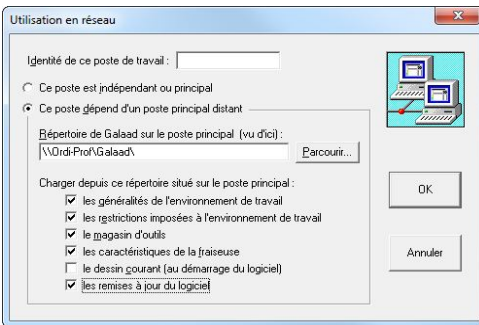 Utilisation en réseau
Identité de ce poste de travail :
Ce poste est indépendant ou principal
Ce poste dépend d'un poste principal distant
Répertoire de Galaad sur le poste principal (vu d'ici) :
\\Ordi-Prof\Galaad\
Parcourir...
Charger depuis ce répertoire situé sur le poste principal :
les généralités de l'environnement de travail
les restrictions imposées à l'environnement de travail
le magasin d'outils
les caractéristiques de la fraiseuse
le dessin courant (au démarrage du logiciel)
les remises à jour du logiciel
OK
Annuler